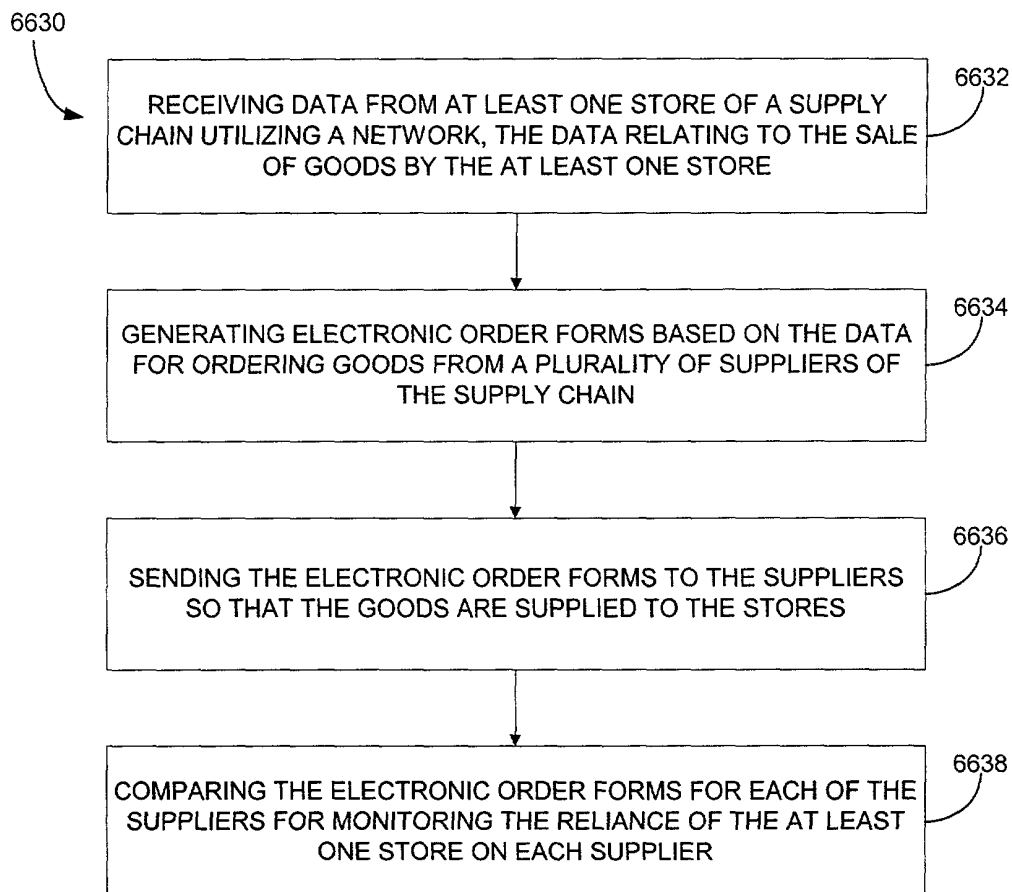 6630
6632
RECEIVING DATA FROM AT LEAST ONE STORE OF A SUPPLY
CHAIN UTILIZING A NETWORK, THE DATA RELATING TO THE SALE
OF GOODS BY THE AT LEAST ONE STORE
6634
GENERATING ELECTRONIC ORDER FORMS BASED ON THE DATA
FOR ORDERING GOODS FROM A PLURALITY OF SUPPLIERS OF
THE SUPPLY CHAIN
6636
SENDING THE ELECTRONIC ORDER FORMS TO THE SUPPLIERS
SO THAT THE GOODS ARE SUPPLIED TO THE STORES
6638
COMPARING THE ELECTRONIC ORDER FORMS FOR EACH OF THE
SUPPLIERS FOR MONITORING THE RELIANCE OF THE AT LEAST
ONE STORE ON EACH SUPPLIER